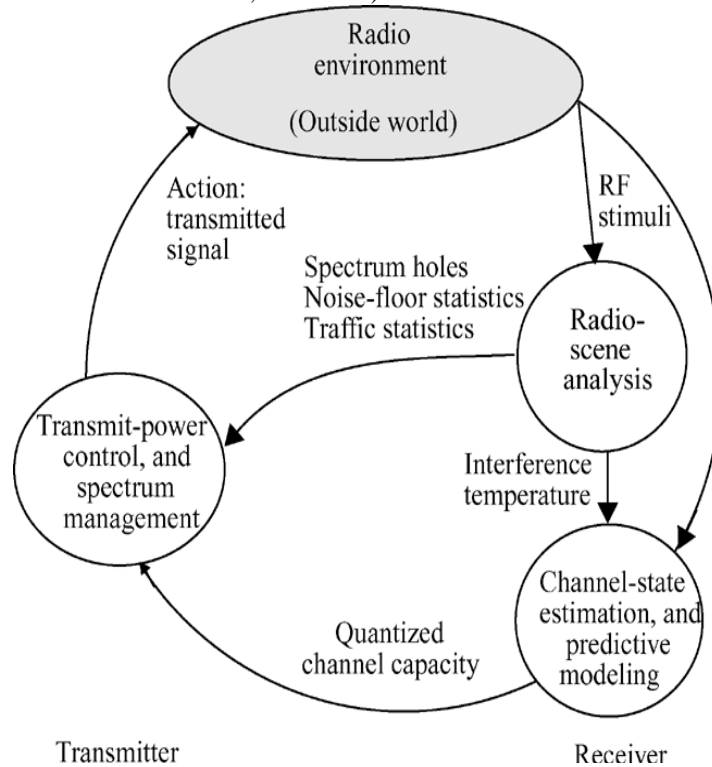 Radio
environment
(Outside world)
Action:
transmitted
signal
RF
stimuli
Spectrum holes
Noise-floor statistics
Traffic statistics
Radio-
scene
analysis
Transmit-power
control, and
spectrum
management
Interference
temperature
Channel-state
estimation, and
predictive
modeling
Quantized
channel capacity
Transmitter
Receiver